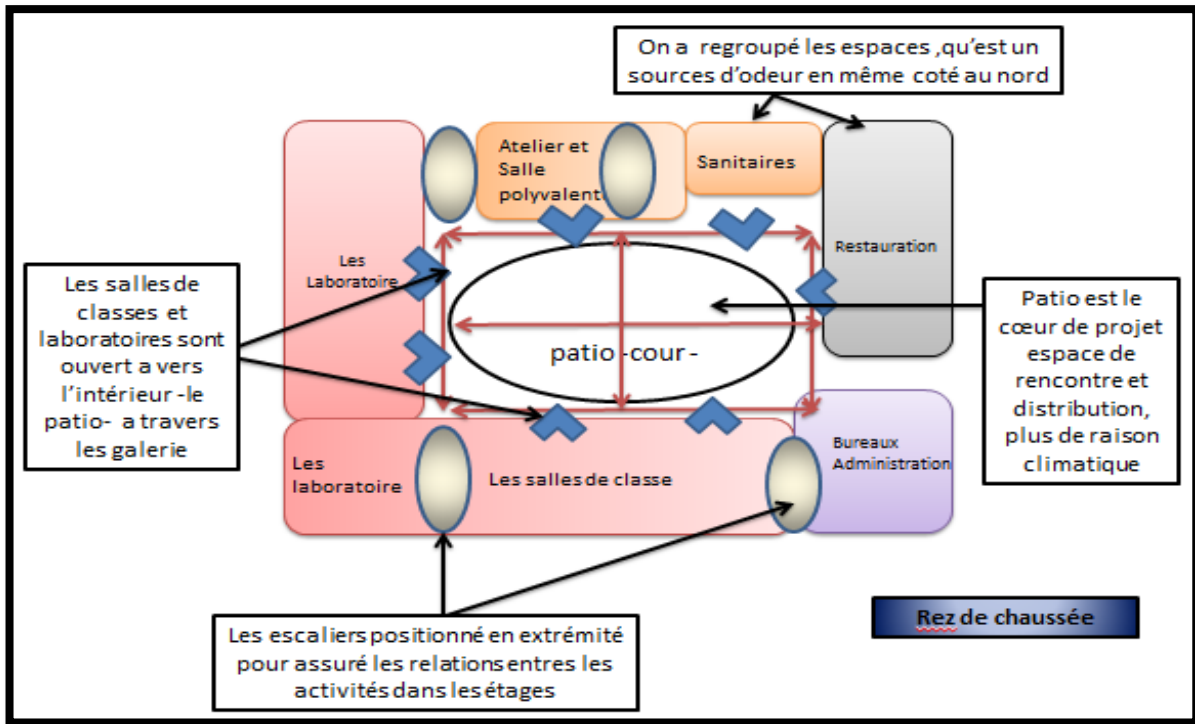 On a regroupé les espaces ,qu'est un
sources d'odeur en même coté au nord
Atelier et
Salle
polyvalent
Sanitaires
Restauration
Les
Laboratoire
Les salles de
classes et
laboratoires sont
ouvert a vers
l'intérieur -le
patio- a travers
les galerie
patio -cour -
Patio est le
cœur de projet
espace de
rencontre et
distribution,
plus de raison
climatique
Les
laboratoire
Les salles de classe
Bureaux
Administration
Rez de chaussée
Les escaliers positionné en extrémité
pour assuré les relations entres les
activités dans les étages